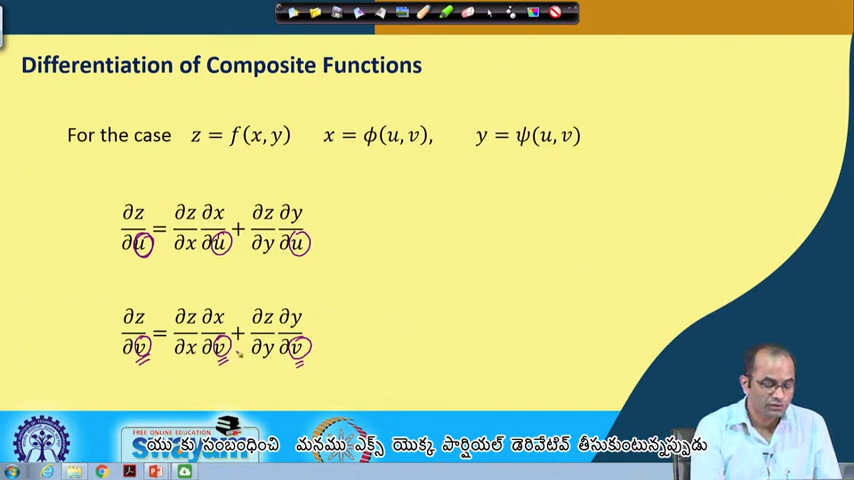 Differentiation of Composite Functions
For the case z = f(x, y) x = ϕ(u, v), y = ψ(u, v)
∂z/∂u = ∂z/∂x ∂x/∂u + ∂z/∂y ∂y/∂u
∂z/∂v = ∂z/∂x ∂x/∂v + ∂z/∂y ∂y/∂v
FREE ONLINE EDUCATION
swayam
యు కు సంబంధించి మనము ఎక్స్ యొక్క పార్షియల్ డెరివేటివ్ తీసుకుంటున్నప్పుడు